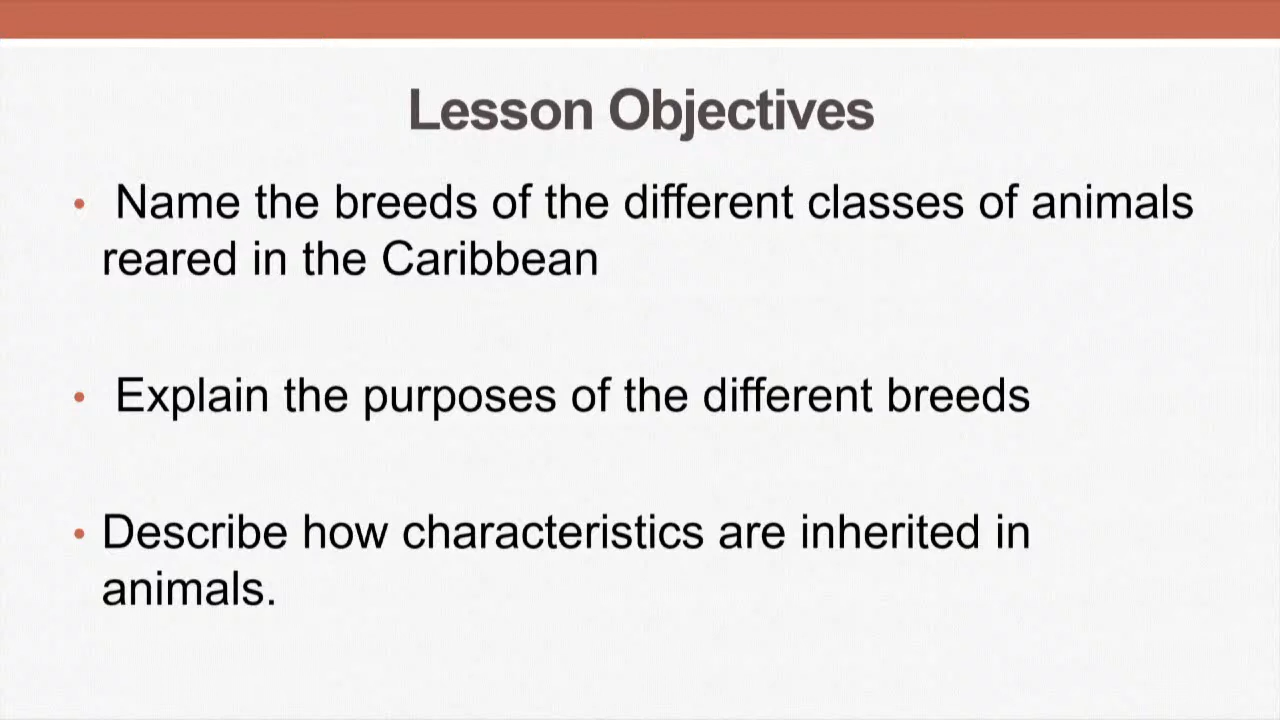 Lesson Objectives
• Name the breeds of the different classes of animals
reared in the Caribbean
• Explain the purposes of the different breeds
• Describe how characteristics are inherited in
animals.